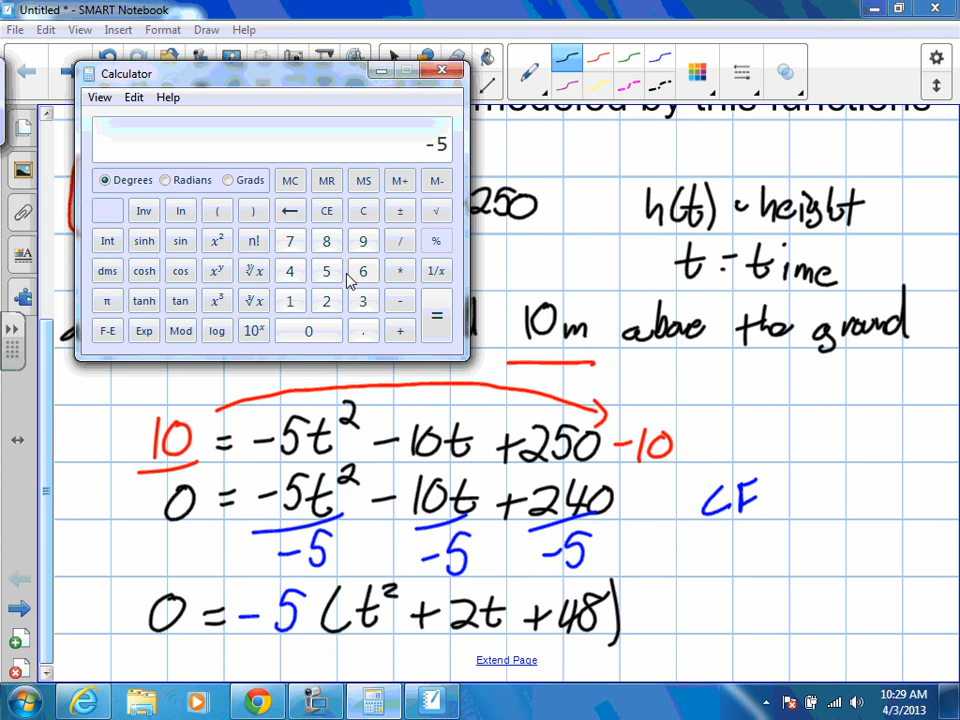 Untitled * - SMART Notebook
File Edit View Insert Format Draw Help
Calculator
View Edit Help
-5
Degrees Radians Grads MC MR MS M+ M-
Inv ln ( ) ← CE C ± √
Int sinh sin x² n! 7 8 9 / %
dms cosh cos xʸ ʸ√x 4 5 6 * 1/x
π tanh tan x³ ³√x 1 2 3 - =
F-E Exp Mod log 10ˣ 0 . +
modeled by this functions
250 h(t) = height
t = time
10m above the ground
10 = -5t² - 10t + 250 - 10
0 = -5t² - 10t + 240 CF
-5 -5 -5
0 = -5 (t² + 2t + 48)
Extend Page
10:29 AM
4/3/2013